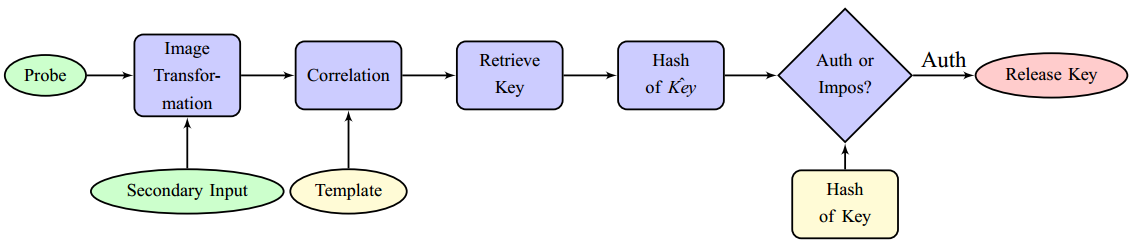 Probe
Image
Transfor-
mation
Correlation
Retrieve
Key
Hash
of Kêy
Auth or
Impos?
Auth
Release Key
Secondary Input
Template
Hash
of Key